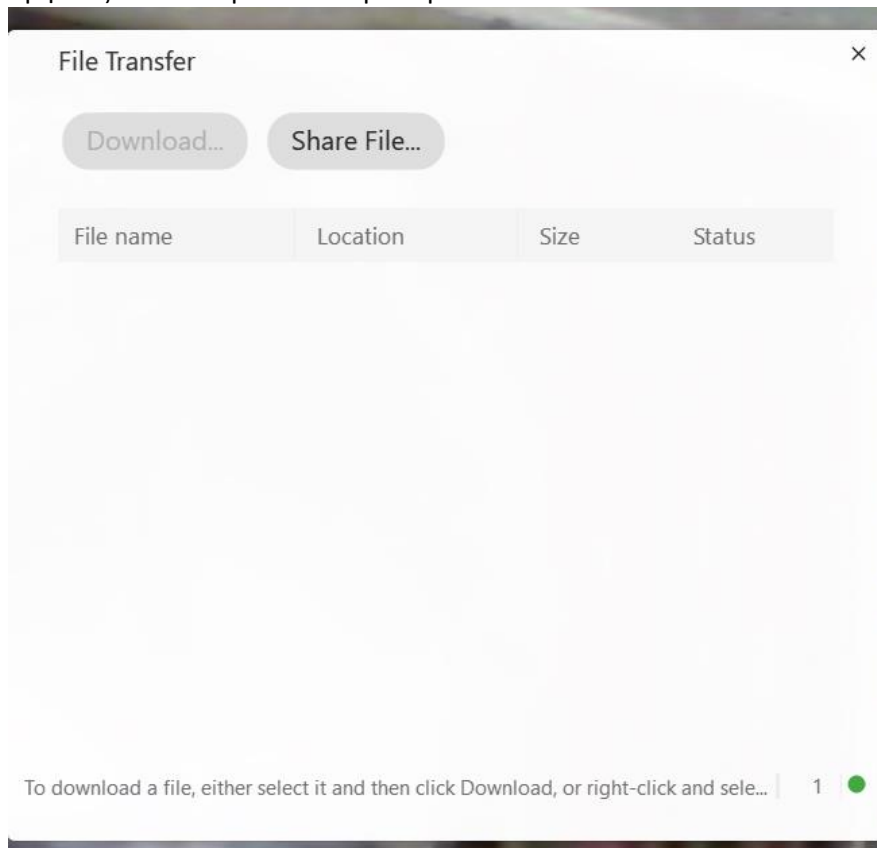 File Transfer
Download...
Share File...
File name
Location
Size
Status
To download a file, either select it and then click Download, or right-click and sele...
1